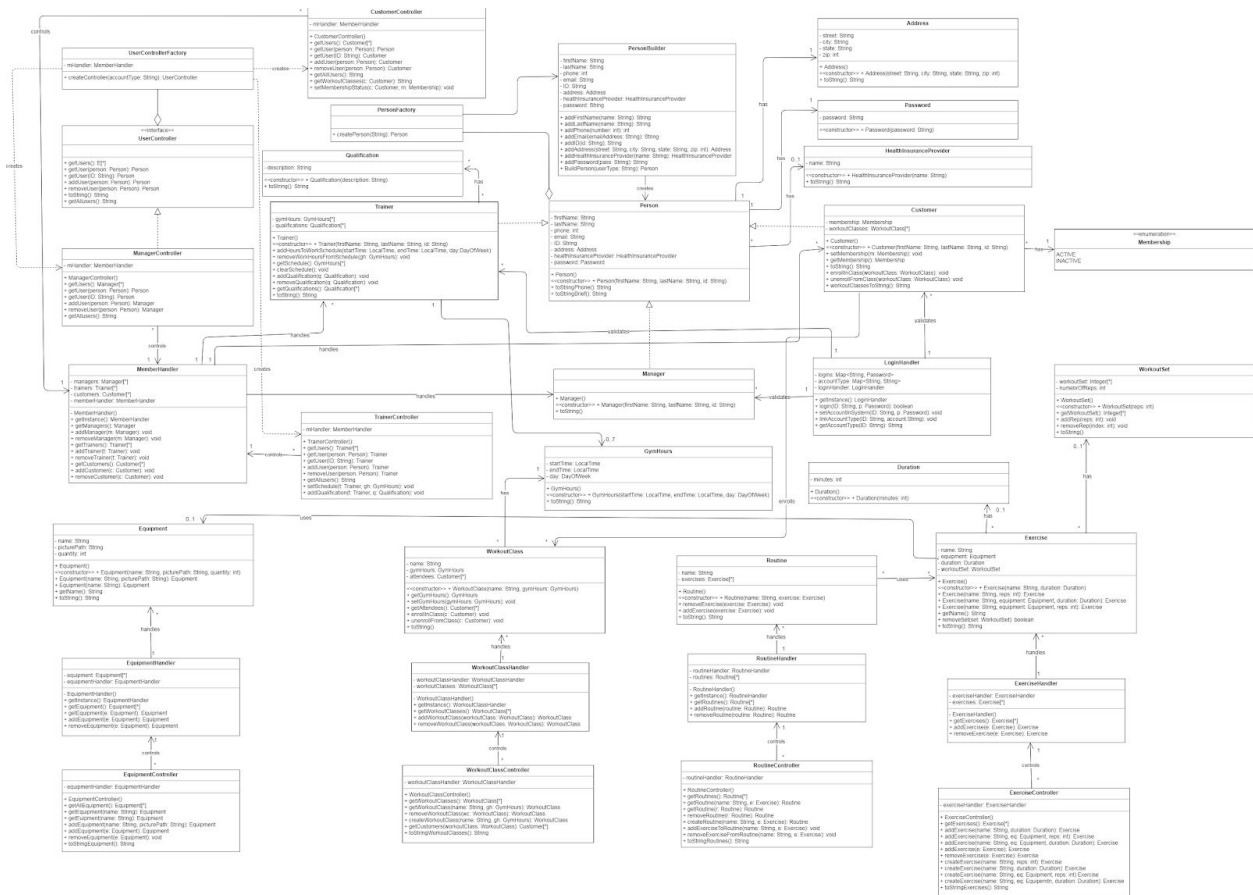 CustomerController
- mHandler: MemberHandler
+ CustomerController()
+ getUsers(): Customer[*]
+ getUser(person: Person): Person
+ getUser(ID: String): Customer
+ addUser(person: Person): Customer
+ removeUser(person: Person): Customer
+ getAllUsers(): String
+ getWorkoutClasses(c: Customer): String
+ setMembershipStatus(c: Customer, m: Membership): void
controls
UserControllerFactory
- mHandler: MemberHandler
+ createController(accountType: String): UserController
creates
<<interface>>
UserController
+ getUser(person: Person): Person
+ getUser(ID: String): Person
+ addUser(person: Person): Person
+ removeUser(person: Person): Person
+ toString(): String
+ getAllusers(): String
creates
ManagerController
- mHandler: MemberHandler
+ ManagerController()
+ getUsers(): Manager[*]
+ getUser(person: Person): Person
+ getUser(ID: String): Person
+ addUser(person: Person): Manager
+ removeUser(person: Person): Manager
+ getAllusers(): String
controls
creates
PersonFactory
+ createPerson(String): Person
PersonBuilder
- firstName: String
- lastName: String
- phone: int
- email: String
- ID: String
- address: Address
- healthInsuranceProvider: HealthInsuranceProvider
- password: String
+ addFirstName(name: String): String
+ addLastName(name: String): String
+ addPhone(number: int): int
+ addEmail(emailAddress: String): String
+ addID(id: String): String
+ addAddress(street: String, city: String, state: String, zip: int): Address
+ addHealthInsuranceProvider(name: String): HealthInsuranceProvider
+ addPassword(pass: String): String
+ BuildPerson(userType: String): Person
creates
Address
- street: String
- city: String
- state: String
- zip: int
+ Address()
<<constructor>> + Address(street: String, city: String, state: String, zip: int)
+ toString(): String
has
Password
- password: String
<<constructor>> + Password(password: String)
has
HealthInsuranceProvider
- name: String
<<constructor>> + HealthInsuranceProvider(name: String)
+ toString(): String
0..1
has
Qualification
- description: String
<<constructor>> + Qualification(description: String)
+ toString(): String
has
Trainer
- gymHours: GymHours[*]
- qualifications: Qualification[*]
+ Trainer()
<<constructor>> + Trainer(firstName: String, lastName: String, id: String)
+ addHoursToWorkSchedule(startTime: LocalTime, endTime: LocalTime, day:DayOfWeek)
+ removeWorkHoursFromSchedule(gh: GymHours): void
+ getSchedule(): GymHours[*]
+ clearSchedule(): void
+ addQualification(q: Qualification): void
+ removeQualification(q: Qualification): void
+ getQualifications(): Qualification[*]
+ toString(): String
Person
- firstName: String
- lastName: String
- phone: int
- email: String
- ID: String
- address: Address
- healthInsuranceProvider: HealthInsuranceProvider
- password: Password
+ Person()
<<constructor>> + Person(firstName: String, lastName: String, id: String)
+ toStringPhone(): String
+ toStringBrief(): String
Customer
- membership: Membership
- workoutClasses: WorkoutClass[*]
+ Customer()
<<constructor>> + Customer(firstName: String, lastName: String, id: String)
+ setMembership(m: Membership): void
+ getMembership(): Membership
+ toString(): String
+ enrollInClass(workoutClass: WorkoutClass): void
+ unenrollFromClass(workoutClass: WorkoutClass): void
+ workoutClassesToString(): String
has
<<enumeration>>
Membership
ACTIVE
INACTIVE
handles
handles
validates
validates
validates
MemberHandler
- managers: Manager[*]
- trainers: Trainer[*]
- customers: Customer[*]
- memberHandler: MemberHandler
- MemberHandler()
+ getInstance(): MemberHandler
+ getManagers(): Manager
+ addManager(m: Manager): void
+ removeManager(m: Manager): void
+ getTrainers(): Trainer[*]
+ addTrainer(t: Trainer): void
+ removeTrainer(t: Trainer): void
+ getCustomers(): Customer[*]
+ addCustomer(c: Customer): void
+ removeCustomer(c: Customer): void
handles
Manager
+ Manager()
<<constructor>> + Manager(firstName: String, lastName: String, id: String)
+ toString()
LoginHandler
- logins: Map<String, Password>
- accountType: Map<String, String>
- loginHandler: LoginHandler
+ getInstance(): LoginHandler
+ login(ID: String, p: Password): boolean
+ setAccountInSystem(ID: String, p: Password): void
+ linkAccountType(ID: String, account:String): void
+ getAccountType(ID: String): String
WorkoutSet
- workoutSet: Integer[*]
- numberOfReps: int
+ WorkoutSet()
<<constructor>> + WorkoutSet(reps: int)
+ getWorkoutSet(): Integer[*]
+ addRep(reps: int): void
+ removeRep(index: int): void
+ toString()
0..1
has
TrainerController
- mHandler: MemberHandler
+ TrainerController()
+ getUsers(): Trainer[*]
+ getUser(person: Person): Trainer
+ getUser(ID: String): Trainer
+ addUser(person: Person): Trainer
+ removeUser(person: Person): Trainer
+ getAllusers(): String
+ setSchedule(t: Trainer, gh: GymHours): void
+ addQualification(t: Trainer, q: Qualification): void
controls
0..7
GymHours
- startTime: LocalTime
- endTime: LocalTime
- day: DayOfWeek
+ GymHours()
<<constructor>> + GymHours(startTime: LocalTime, endTime: LocalTime, day: DayOfWeek)
+ toString(): String
has
enrolls
Duration
- minutes: int
+ Duration()
<<constructor>> + Duration(minutes: int)
0..1
has
uses
0..1
Equipment
- name: String
- picturePath: String
- quantity: int
+ Equipment()
<<constructor>> + Equipment(name: String, picturePath: String, quantity: int)
+ Equipment(name: String, picturePath: String): Equipment
+ Equipment(name: String): Equipment
+ getName(): String
+ toString(): String
handles
EquipmentHandler
- equipment: Equipment[*]
- equipmentHandler: EquipmentHandler
- EquipmentHandler()
+ getInstance(): EquipmentHandler
+ getEquipment(): Equipment[*]
+ getEquipment(e: Equipment): Equipment
+ addEquipment(e: Equipment): Equipment
+ removeEquipment(e: Equipment): Equipment
controls
EquipmentController
- equipmentHandler: EquipmentHandler
+ EquipmentController()
+ getAllEquipment(): Equipment[*]
+ getEquipment(name: String): Equipment
+ getEquipment(name: String): Equipment
+ addEquipment(name: String, picturePath: String): Equipment
+ addEquipment(e: Equipment): Equipment
+ removeEquipment(e: Equipment): void
+ toStringEquipment(): String
WorkoutClass
- name: String
- gymHours: GymHours
- attendees: Customer[*]
<<constructor>> + WorkoutClass(name: String, gymHours: GymHours)
+ getGymHours(): GymHours
+ setGymHours(gymHours: GymHours): void
+ getAttendees(): Customer[*]
+ enrollInClass(c: Customer): void
+ unenrollFromClass(c: Customer): void
+ toString()
handles
WorkoutClassHandler
- workoutClassHandler: WorkoutClassHandler
- workoutClasses: WorkoutClass[*]
- WorkoutClassHandler()
+ getInstance(): WorkoutClassHandler
+ getWorkoutClasses(): WorkoutClass[*]
+ addWorkoutClass(workoutClass: WorkoutClass): WorkoutClass
+ removeWorkoutClass(workoutClass: WorkoutClass): WorkoutClass
controls
WorkoutClassController
- workoutClassHandler: WorkoutClassHandler
+ WorkoutClassController()
+ getWorkoutClasses(): WorkoutClass[*]
+ getWorkoutClass(name: String, gh: GymHours): WorkoutClass
+ removeWorkoutClass(wc: WorkoutClass): WorkoutClass
+ createWorkoutClass(name: String, gh: GymHours): WorkoutClass
+ getCustomers(workoutClass: WorkoutClass): Customer[*]
+ toStringWorkoutClasses(): String
Routine
- name: String
- exercises: Exercise[*]
+ Routine()
<<constructor>> + Routine(name: String, exercise: Exercise)
+ removeExercise(exercise: Exercise): void
+ addExercise(exercise: Exercise): void
+ toString(): String
uses
handles
RoutineHandler
- routineHandler: RoutineHandler
- routines: Routine[*]
- RoutineHandler()
+ getInstance(): RoutineHandler
+ getRoutines(): Routine[*]
+ addRoutine(routine: Routine): Routine
+ removeRoutine(routine: Routine): Routine
controls
RoutineController
- routineHandler: RoutineHandler
+ RoutineController()
+ getRoutines(): Routine[*]
+ getRoutine(name: String, e: Exercise): Routine
+ getRoutine(r: Routine): Routine
+ removeRoutine(r: Routine): Routine
+ createRoutine(name: String, e: Exercise): Routine
+ addExerciseToRoutine(name: String, e: Exercise): void
+ removeExerciseFromRoutine(name: String, e: Exercise): void
+ toStringRoutines(): String
Exercise
- name: String
- equipment: Equipment
- duration: Duration
- workoutSet: WorkoutSet
+ Exercise()
<<constructor>> + Exercise(name: String, duration: Duration)
+ Exercise(name: String, reps: int): Exercise
+ Exercise(name: String, equipment: Equipment, duration: Duration): Exercise
+ Exercise(name: String, equipment: Equipment, reps: int): Exercise
+ getName(): String
+ removeSet(set: WorkoutSet): boolean
+ toString(): String
handles
ExerciseHandler
- exerciseHandler: ExerciseHandler
- exercises: Exercise[*]
- ExerciseHandler()
+ getExercises(): Exercise[*]
+ addExercise(e: Exercise): Exercise
+ removeExercise(e: Exercise): Exercise
controls
ExerciseController
- exerciseHandler: ExerciseHandler
+ ExerciseController()
+ getExercises(): Exercise[*]
+ addExercise(name: String, duration: Duration): Exercise
+ addExercise(name: String, eq: Equipment, reps: int): Exercise
+ addExercise(name: String, eq: Equipment, duration: Duration): Exercise
+ addExercise(e: Exercise): Exercise
+ removeExercise(e: Exercise): Exercise
+ createExercise(name: String, reps: int): Exercise
+ createExercise(name: String, duration: Duration): Exercise
+ createExercise(name: String, eq: Equipment, reps: int) Exercise
+ createExercise(name: String, eq: Equipemtn, duration: Duration): Exercise
+ toStringExercises(): String